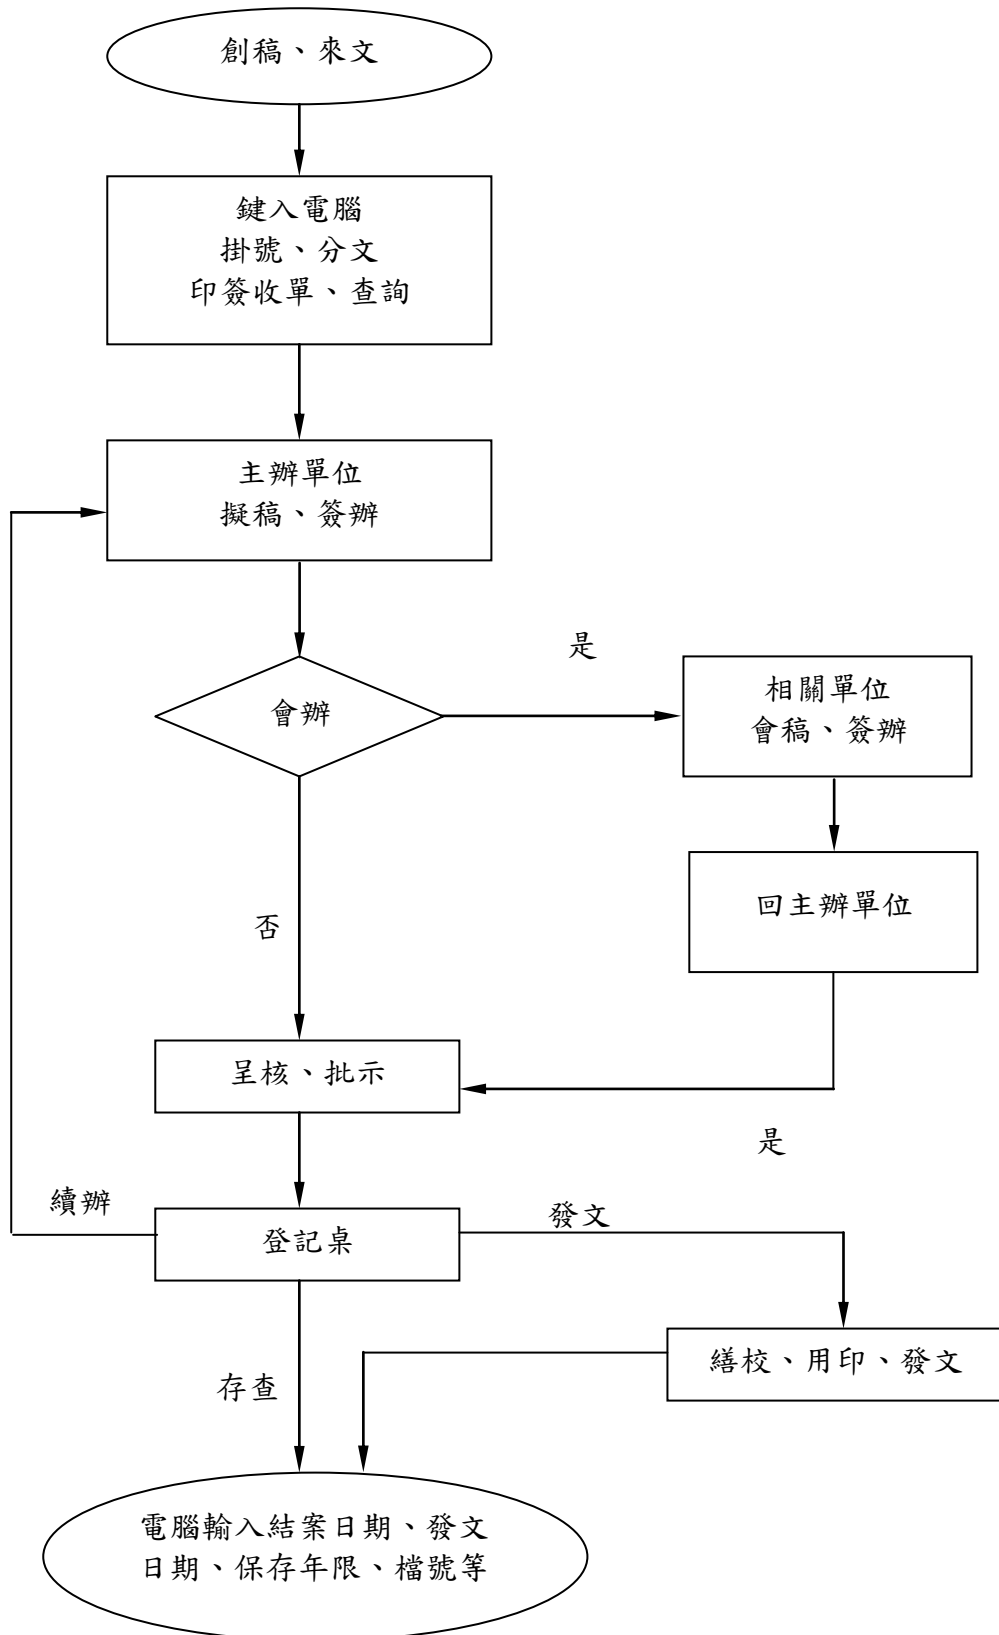 創稿、來文
鍵入電腦
掛號、分文
印簽收單、查詢
主辦單位
擬稿、簽辦
會辦
是
相關單位
會稿、簽辦
回主辦單位
否
呈核、批示
是
續辦
登記桌
發文
繕校、用印、發文
存查
電腦輸入結案日期、發文
日期、保存年限、檔號等